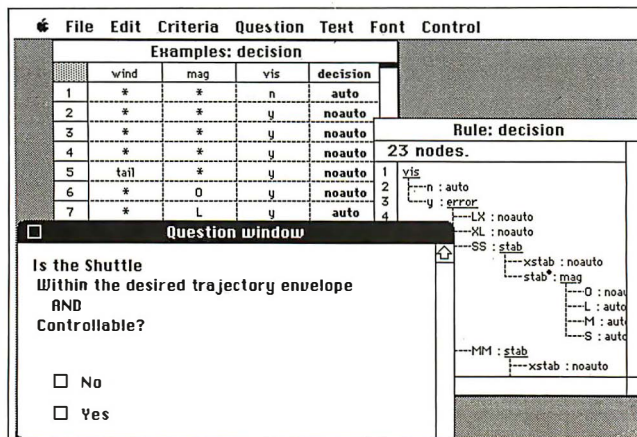 File Edit Criteria Question Text Font Control
Examples: decision
wind mag vis decision
1 * * n auto
2 * * y noauto
3 * * y noauto
4 * * y noauto
5 tail * y noauto
6 * O y noauto
7 * L y auto
Rule: decision
23 nodes.
1 vis
2 n : auto
3 y : error
4 LX : noauto
XL : noauto
SS : stab
xstab : noauto
stab : mag
O : noau
L : auto
M : auto
S : auto
MM : stab
xstab : noauto
Question window
Is the Shuttle
Within the desired trajectory envelope
AND
Controllable?
No
Yes